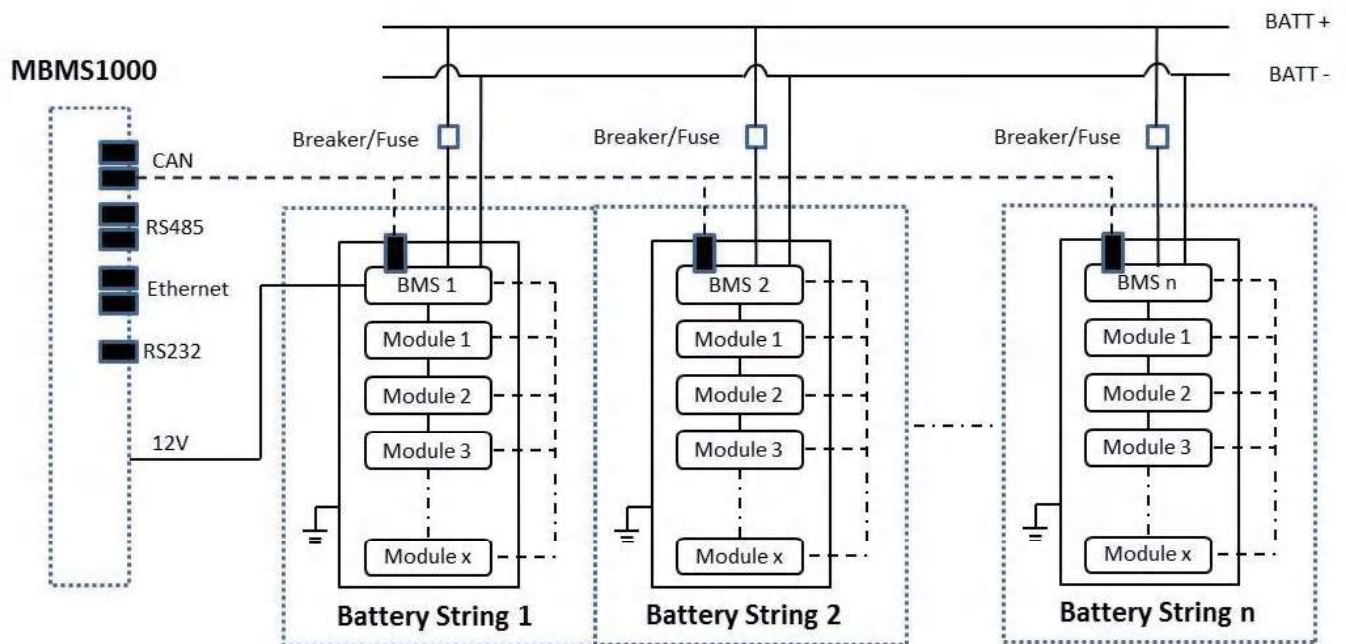 BATT +
MBMS1000
BATT -
Breaker/Fuse
Breaker/Fuse
Breaker/Fuse
CAN
RS485
Ethernet
RS232
12V
BMS 1
Module 1
Module 2
Module 3
Module x
Battery String 1
BMS 2
Module 1
Module 2
Module 3
Module x
Battery String 2
BMS n
Module 1
Module 2
Module 3
Module x
Battery String n